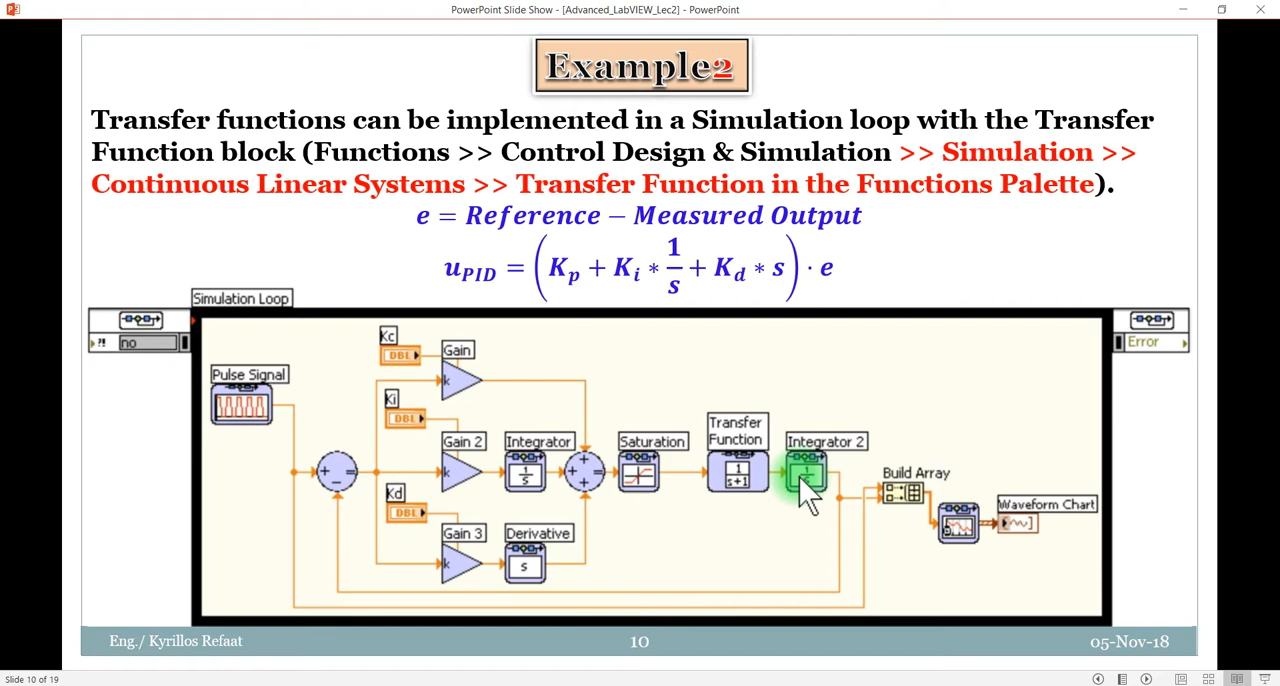 PowerPoint Slide Show - [Advanced_LabVIEW_Lec2] - PowerPoint
Example2
Transfer functions can be implemented in a Simulation loop with the Transfer
Function block (Functions >> Control Design & Simulation >> Simulation >>
Continuous Linear Systems >> Transfer Function in the Functions Palette).
e = Reference − Measured Output
u_PID = (K_p + K_i * 1/s + K_d * s) · e
Simulation Loop
no
Error
Pulse Signal
Kc
DBL
Gain
k
Ki
DBL
Gain 2
k
Kd
DBL
Gain 3
k
Integrator
1/s
Derivative
s
Saturation
Transfer
Function
1/(s+1)
Integrator 2
1/s
Build Array
Waveform Chart
Eng./ Kyrillos Refaat
10
05-Nov-18
Slide 10 of 19